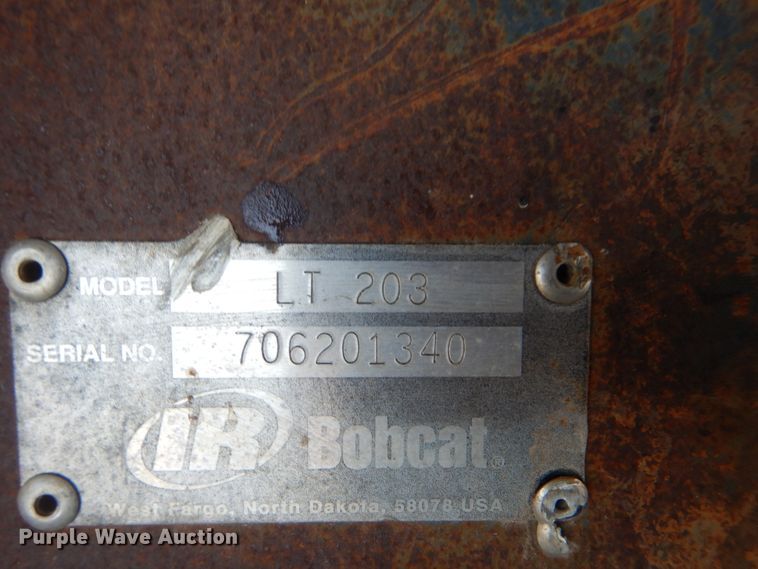 MODEL LT 203
SERIAL NO. 706201340
IR Bobcat®
West Fargo, North Dakota, 58078 USA
Purple Wave Auction